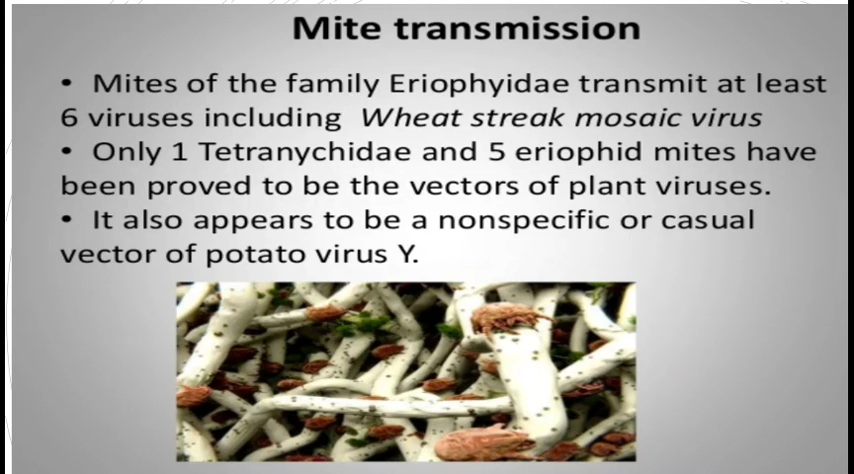 Mite transmission
• Mites of the family Eriophyidae transmit at least
6 viruses including Wheat streak mosaic virus
• Only 1 Tetranychidae and 5 eriophid mites have
been proved to be the vectors of plant viruses.
• It also appears to be a nonspecific or casual
vector of potato virus Y.